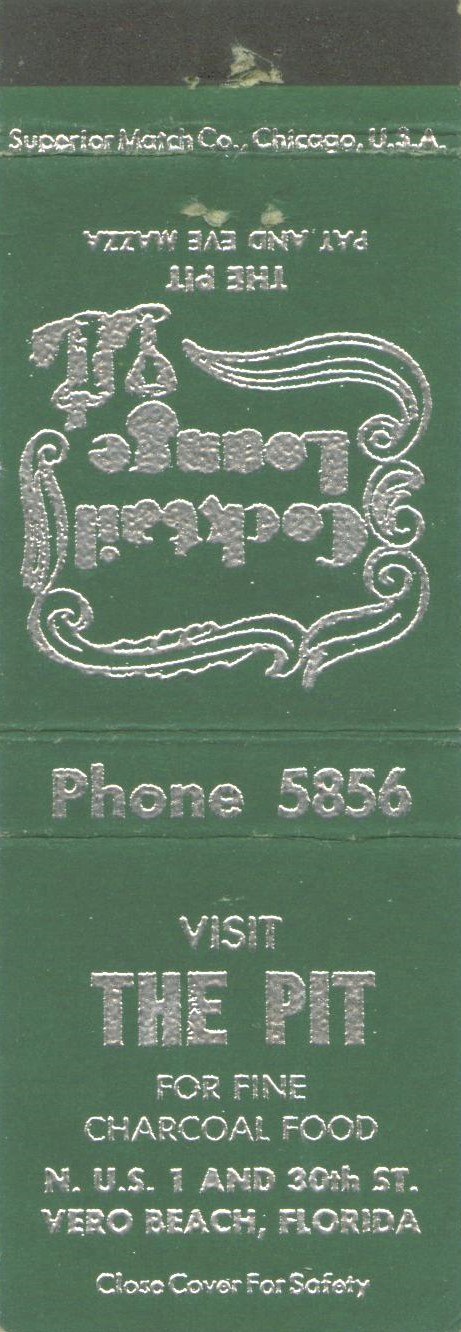 Superior Match Co., Chicago, U.S.A.
Cocktail
Lounge
THE PIT
PAT AND EVE MAZZA
Phone 5856
VISIT
THE PIT
FOR FINE
CHARCOAL FOOD
N. U.S. 1 AND 30th ST.
VERO BEACH, FLORIDA
Close Cover For Safety